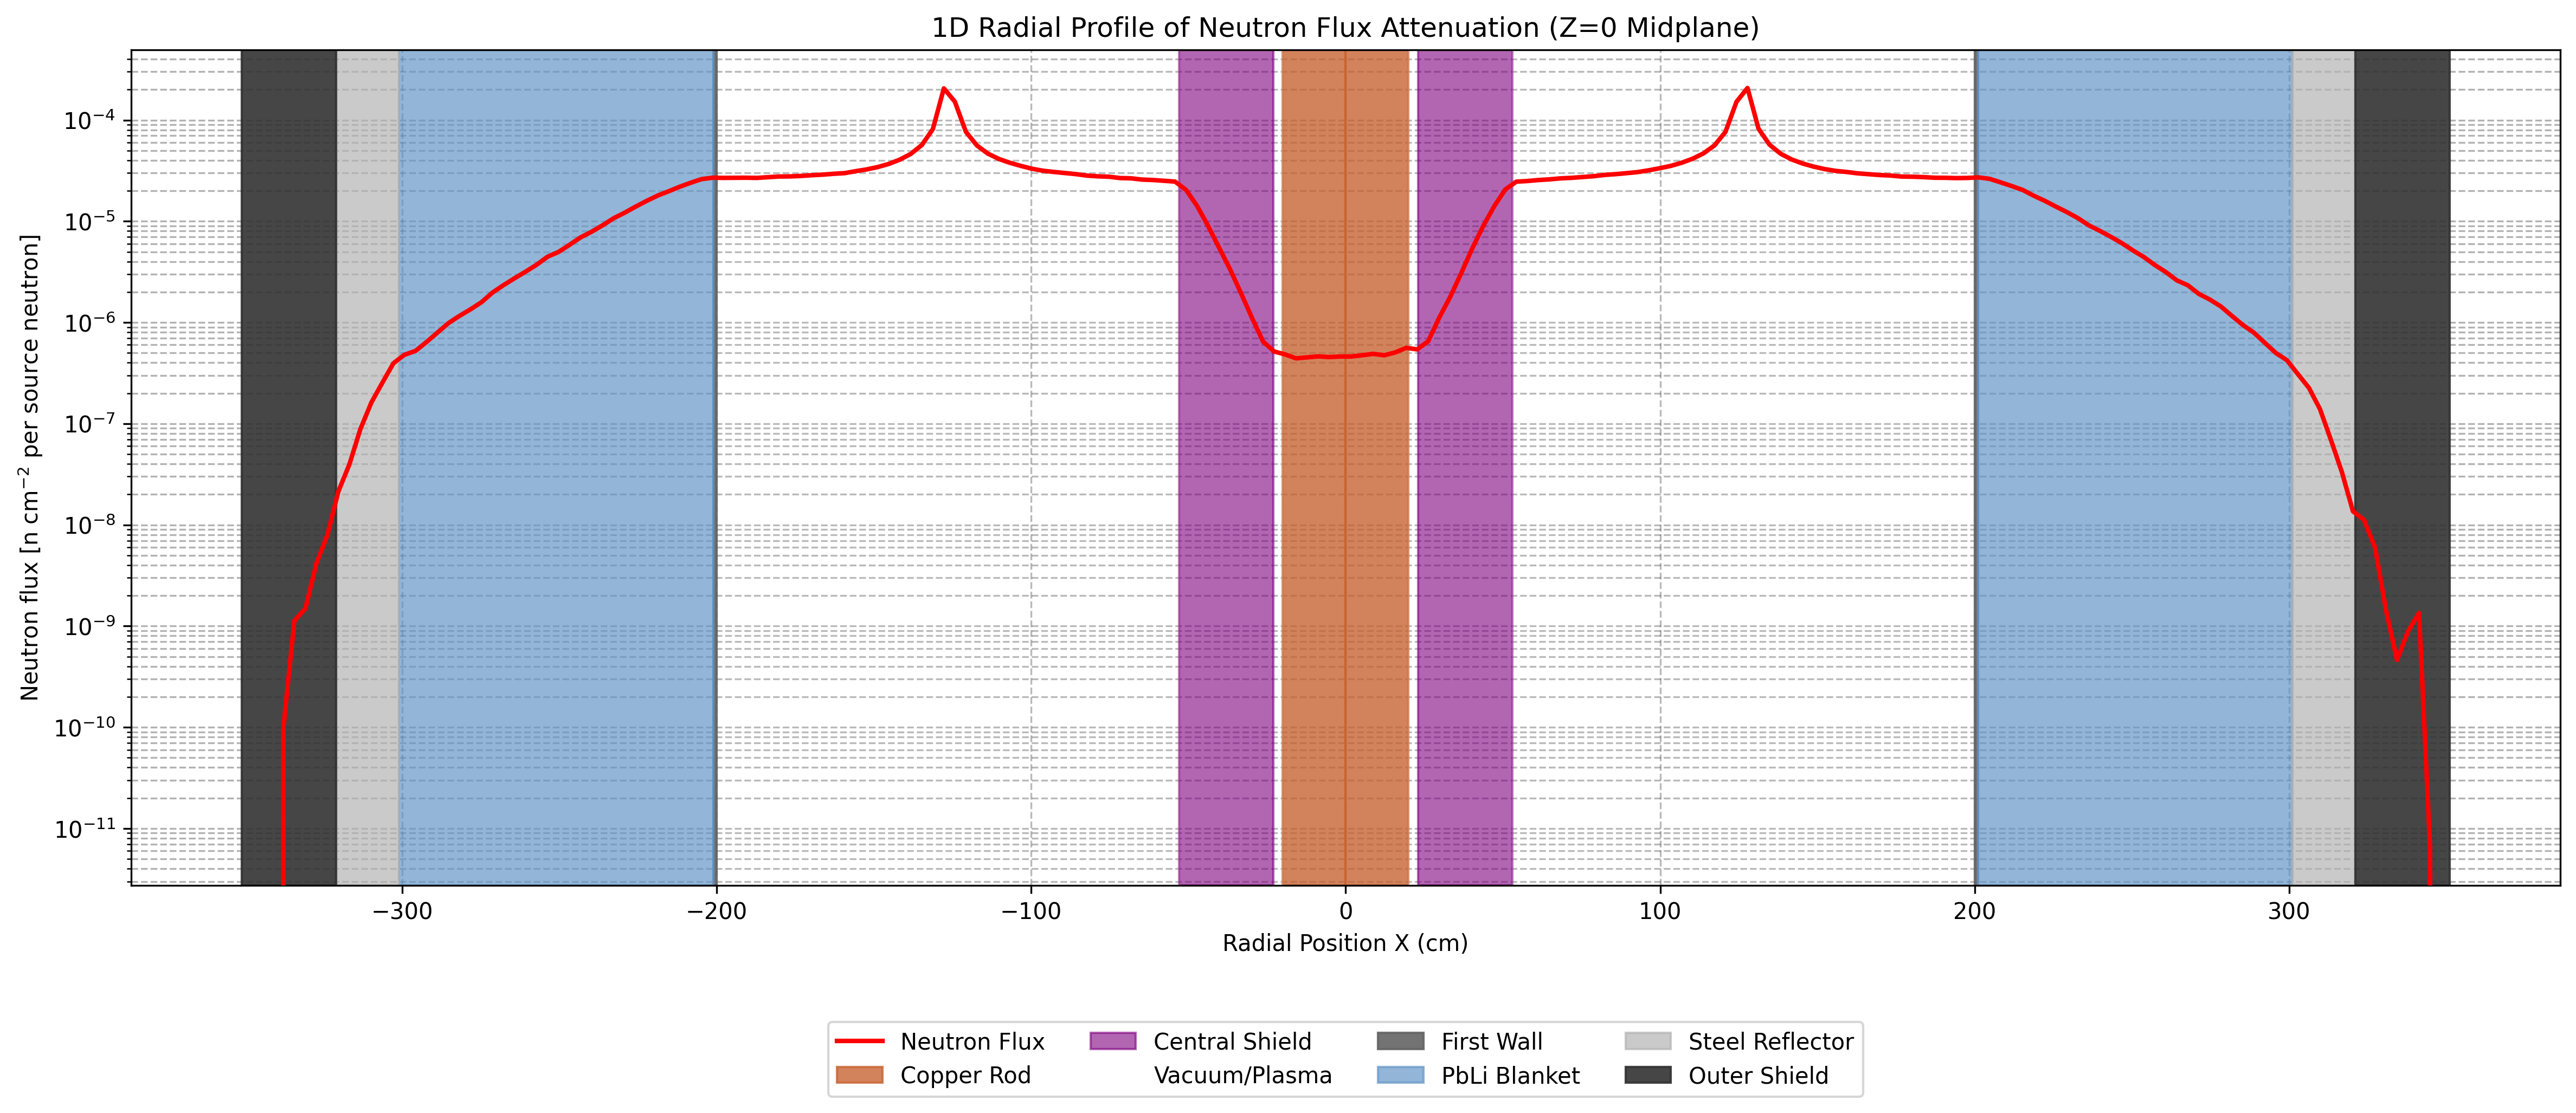 1D Radial Profile of Neutron Flux Attenuation (Z=0 Midplane)
Neutron flux [n cm⁻² per source neutron]
10⁻⁴
10⁻⁵
10⁻⁶
10⁻⁷
10⁻⁸
10⁻⁹
10⁻¹⁰
10⁻¹¹
−300 −200 −100 0 100 200 300
Radial Position X (cm)
Neutron Flux Central Shield First Wall Steel Reflector
Copper Rod Vacuum/Plasma PbLi Blanket Outer Shield